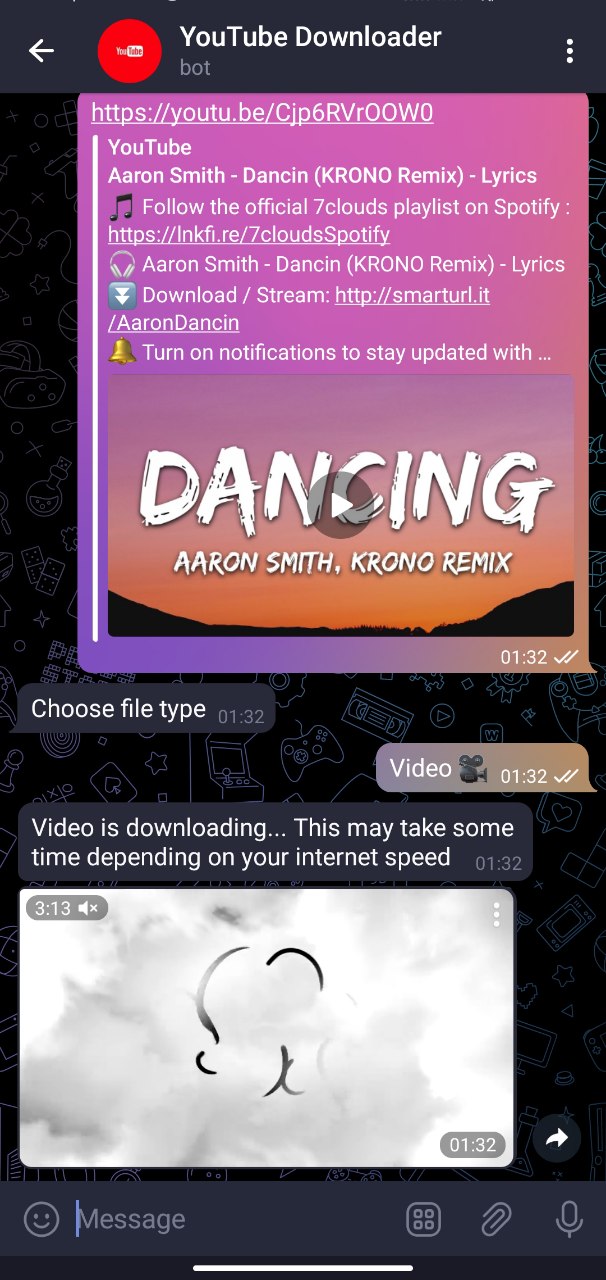 YouTube Downloader
YouTube
bot
https://youtu.be/Cjp6RVrOOW0
YouTube
Aaron Smith - Dancin (KRONO Remix) - Lyrics
🎵 Follow the official 7clouds playlist on Spotify :
https://lnkfi.re/7cloudsSpotify
🎧 Aaron Smith - Dancin (KRONO Remix) - Lyrics
⏬ Download / Stream: http://smarturl.it
/AaronDancin
🔔 Turn on notifications to stay updated with ...
DANCING
AARON SMITH, KRONO REMIX
01:32
Choose file type 01:32
Video 🎥 01:32
Video is downloading... This may take some
time depending on your internet speed 01:32
3:13
01:32
Message